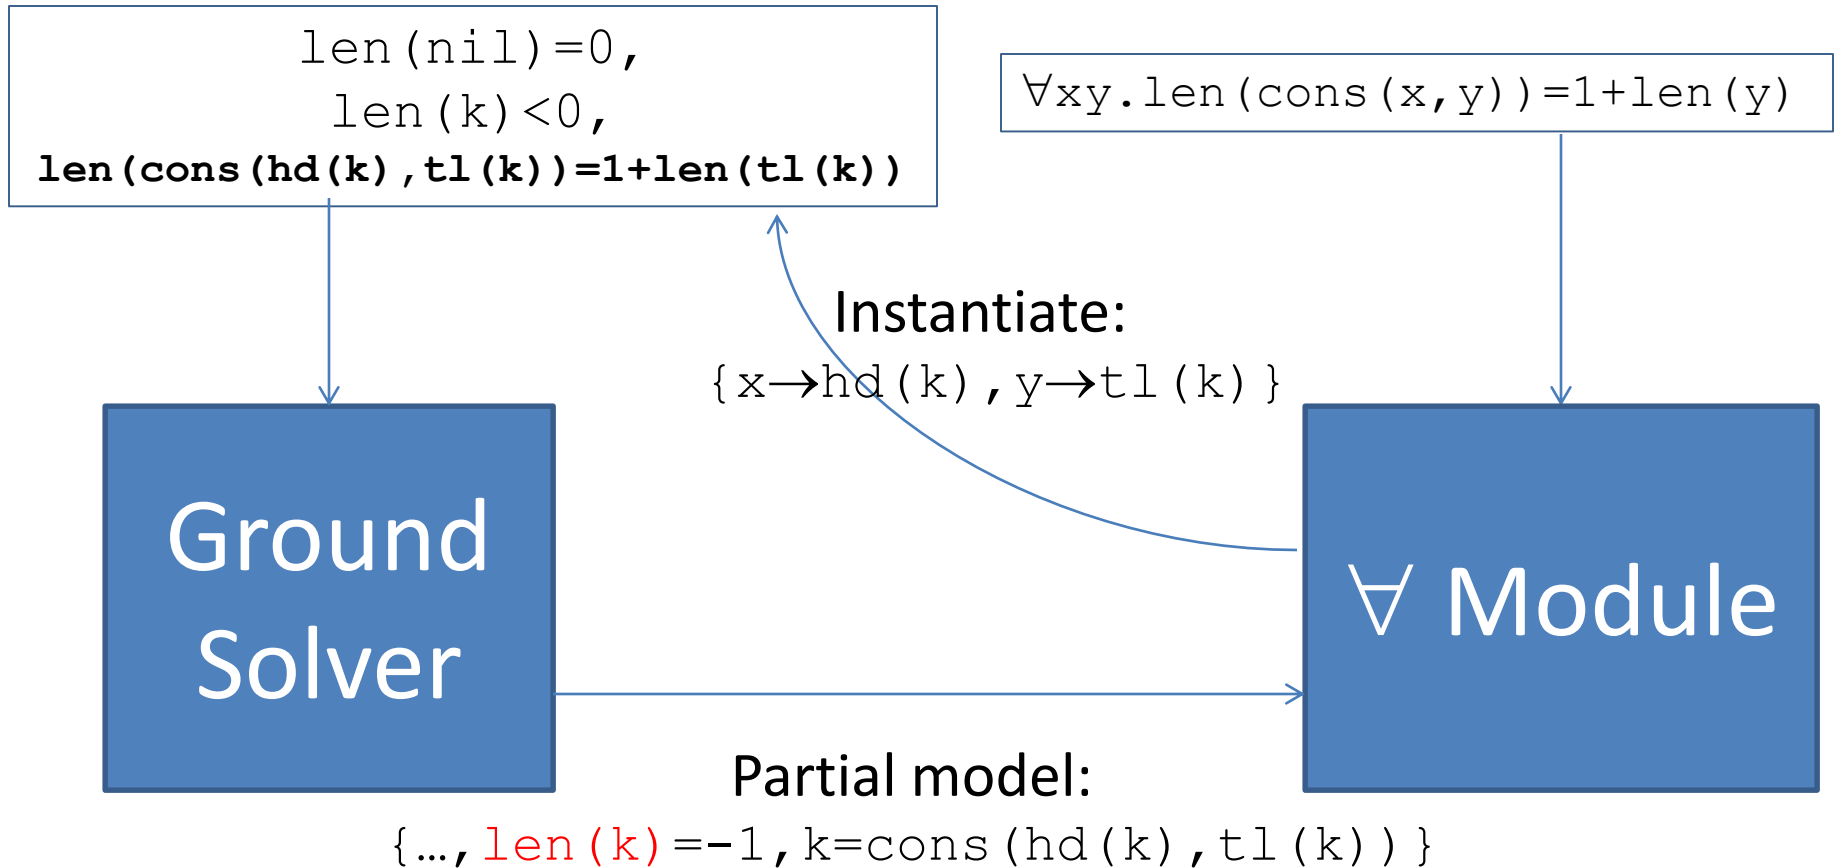 len(nil)=0,
len(k)<0,
len(cons(hd(k),tl(k))=1+len(tl(k))
∀xy.len(cons(x,y))=1+len(y)
Instantiate:
{x→hd(k),y→tl(k)}
Ground
Solver
∀ Module
Partial model:
{…,len(k)=-1,k=cons(hd(k),tl(k))}